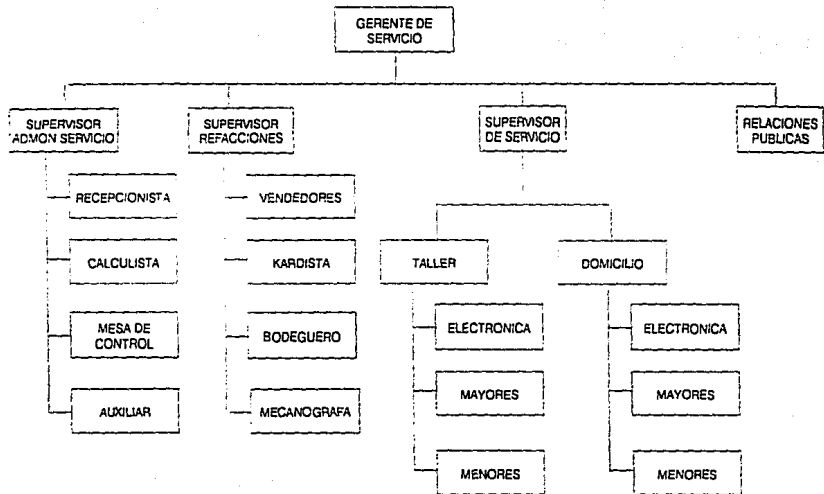 GERENTE DE
SERVICIO
SUPERVISOR
ADMON SERVICIO
SUPERVISOR
REFACCIONES
SUPERVISOR
DE SERVICIO
RELACIONES
PUBLICAS
RECEPCIONISTA
VENDEDORES
CALCULISTA
KARDISTA
TALLER
DOMICILIO
MESA DE
CONTROL
BODEGUERO
ELECTRONICA
ELECTRONICA
AUXILIAR
MECANOGRAFA
MAYORES
MAYORES
MENORES
MENORES